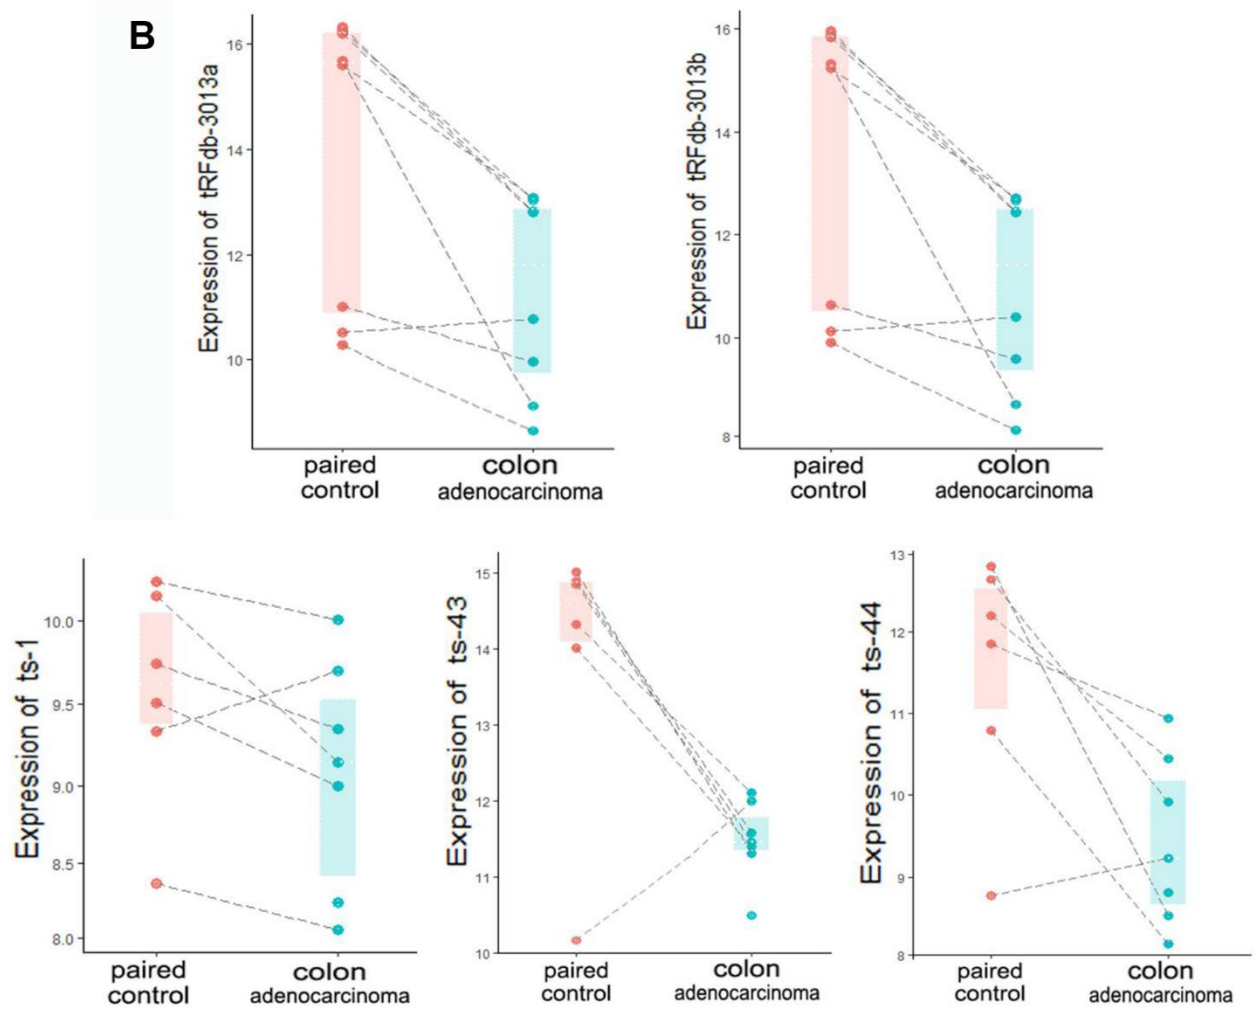 B
Expression of tRFdb-3013a
16
14
12
10
paired control
colon adenocarcinoma
Expression of tRFdb-3013b
16
14
12
10
8
paired control
colon adenocarcinoma
Expression of ts-1
10.0
9.5
9.0
8.5
8.0
paired control
colon adenocarcinoma
Expression of ts-43
15
14
13
12
11
10
paired control
colon adenocarcinoma
Expression of ts-44
13
12
11
10
9
8
paired control
colon adenocarcinoma